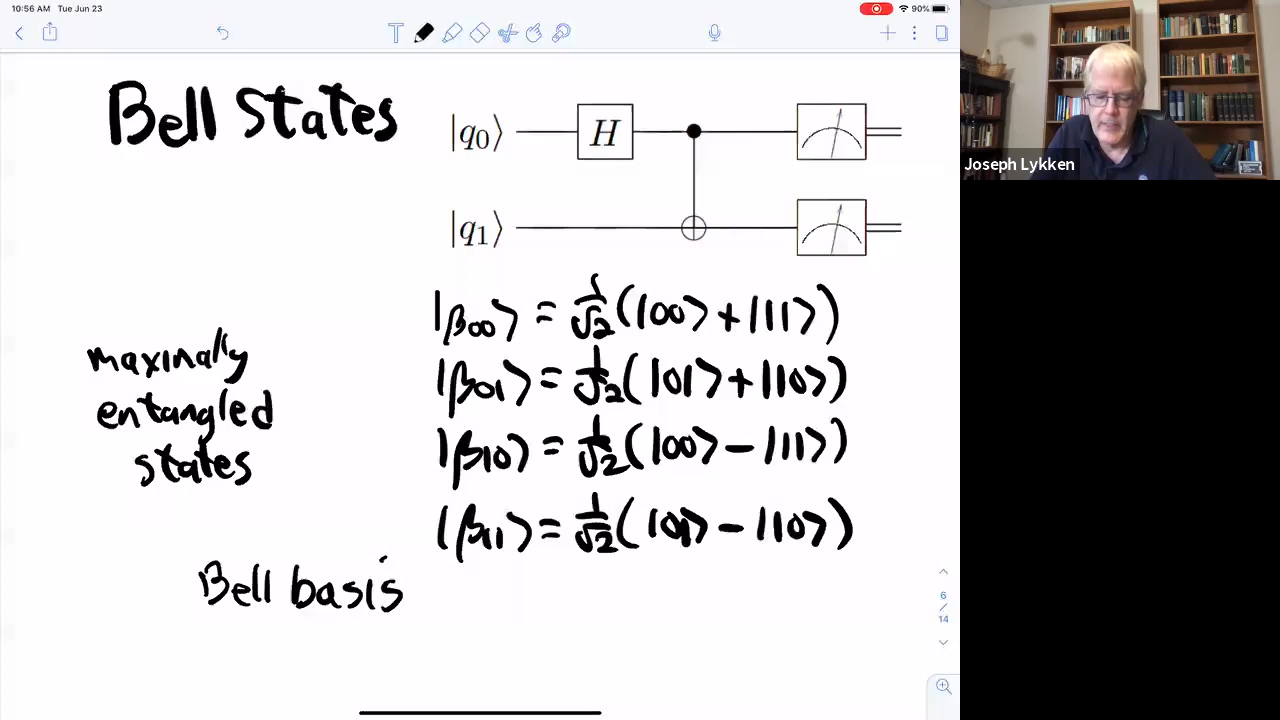 10:56 AM Tue Jun 23
90%
Bell States
|q₀⟩ H
|q₁⟩
Joseph Lykken
|β₀₀⟩ = 1/√2 (|00⟩ + |11⟩)
|β₀₁⟩ = 1/√2 (|01⟩ + |10⟩)
|β₁₀⟩ = 1/√2 (|00⟩ − |11⟩)
|β₁₁⟩ = 1/√2 (|01⟩ − |10⟩)
maximally
entangled
states
Bell basis
6
/
14